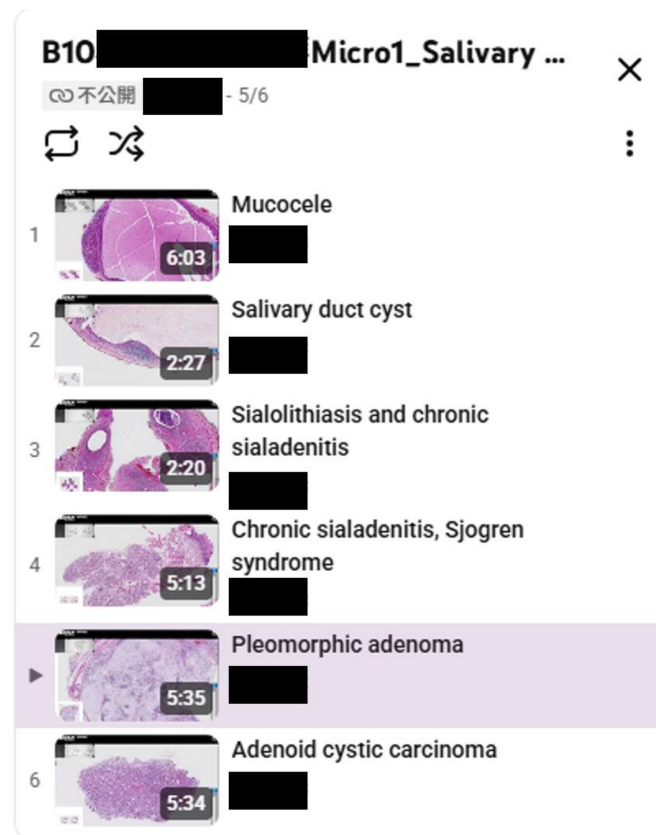 B10 Micro1_Salivary ...
不公開 - 5/6
1
Mucocele
6:03
2
Salivary duct cyst
2:27
3
Sialolithiasis and chronic
sialadenitis
2:20
4
Chronic sialadenitis, Sjogren
syndrome
5:13
Pleomorphic adenoma
5:35
6
Adenoid cystic carcinoma
5:34